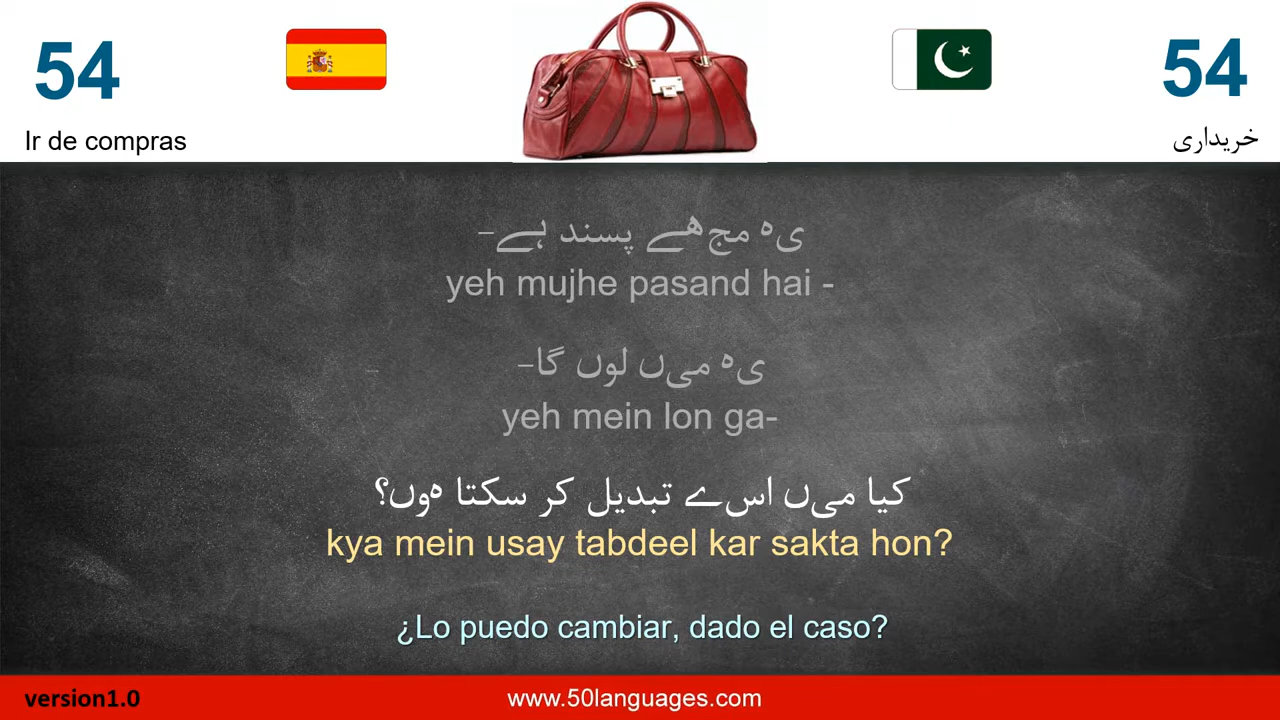 54
54
Ir de compras
خریداری
یہ مجھے پسند ہے–
yeh mujhe pasand hai -
یہ میں لوں گا–
yeh mein lon ga-
کیا میں اسے تبدیل کر سکتا ہوں؟
kya mein usay tabdeel kar sakta hon?
¿Lo puedo cambiar, dado el caso?
version1.0
www.50languages.com